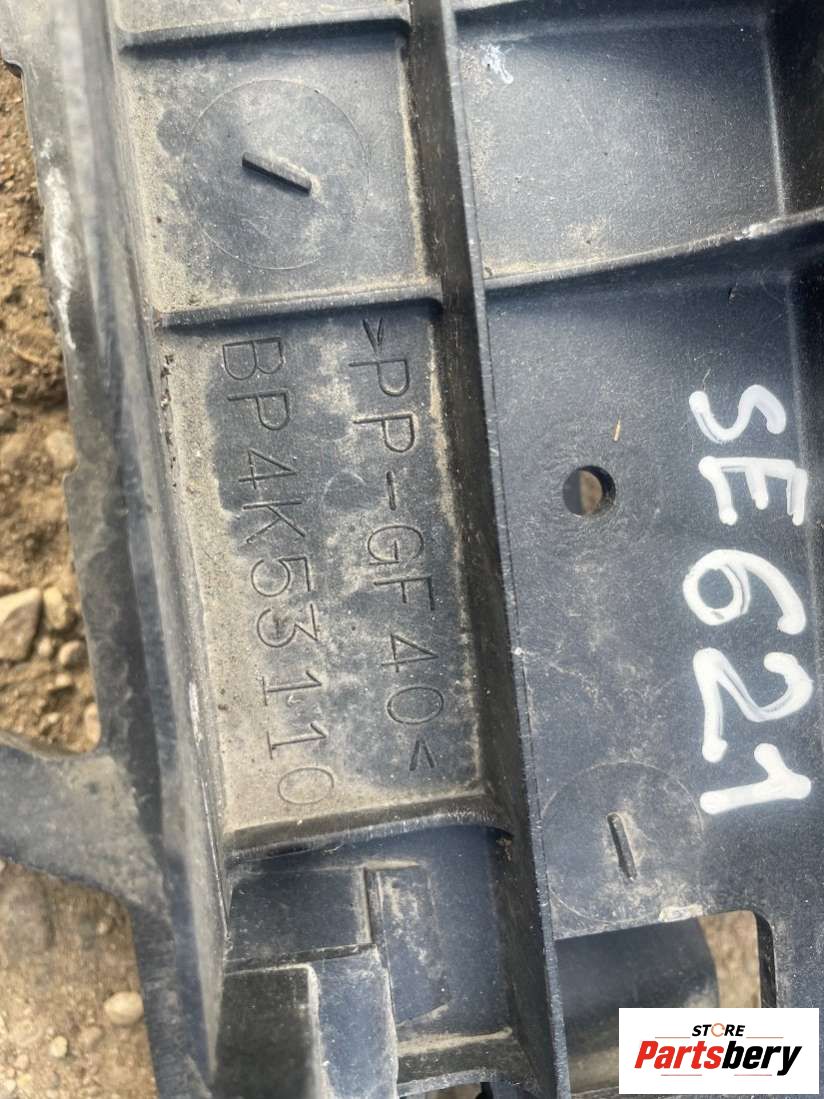 >PP-GF40<
BP4K53110
SE621
STORE
Partsbery